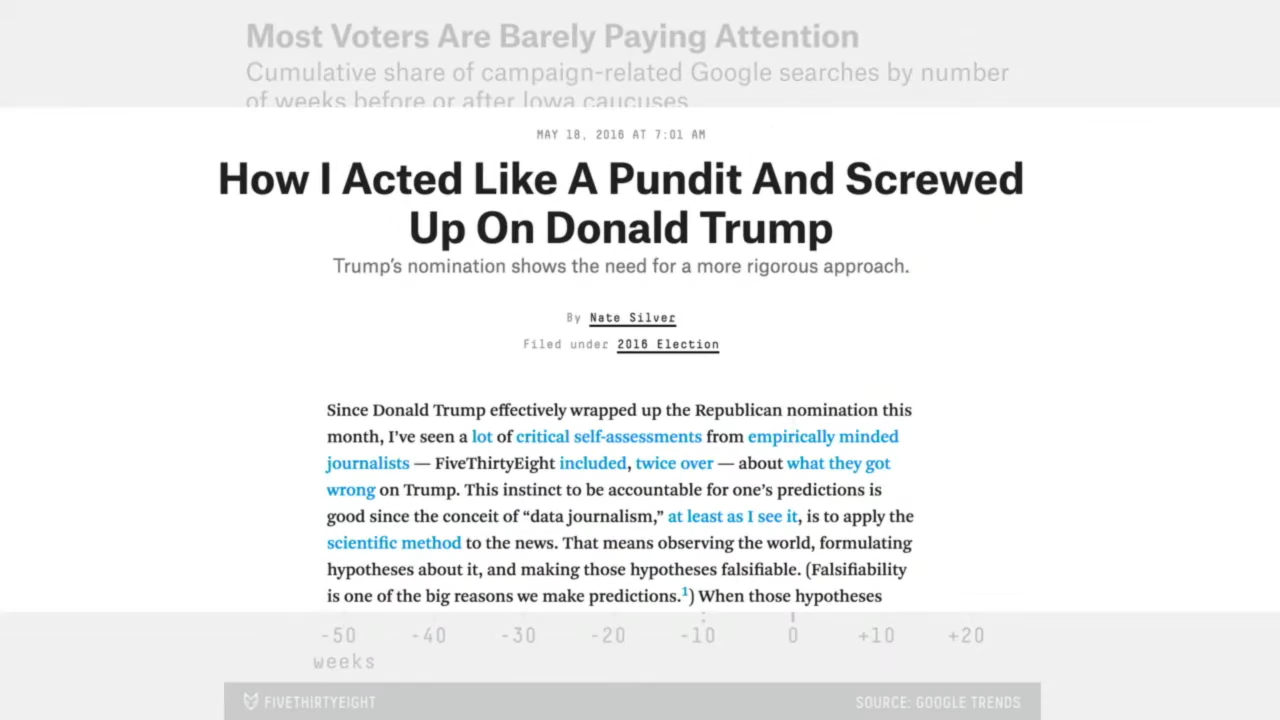 Most Voters Are Barely Paying Attention
Cumulative share of campaign-related Google searches by number
of weeks before or after Iowa caucuses
MAY 18, 2016 AT 7:01 AM
How I Acted Like A Pundit And Screwed
Up On Donald Trump
Trump’s nomination shows the need for a more rigorous approach.
By Nate Silver
Filed under 2016 Election
Since Donald Trump effectively wrapped up the Republican nomination this
month, I’ve seen a lot of critical self-assessments from empirically minded
journalists — FiveThirtyEight included, twice over — about what they got
wrong on Trump. This instinct to be accountable for one’s predictions is
good since the conceit of “data journalism,” at least as I see it, is to apply the
scientific method to the news. That means observing the world, formulating
hypotheses about it, and making those hypotheses falsifiable. (Falsifiability
is one of the big reasons we make predictions.1) When those hypotheses
-50 -40 -30 -20 -10 0 +10 +20
weeks
FIVETHIRTYEIGHT SOURCE: GOOGLE TRENDS